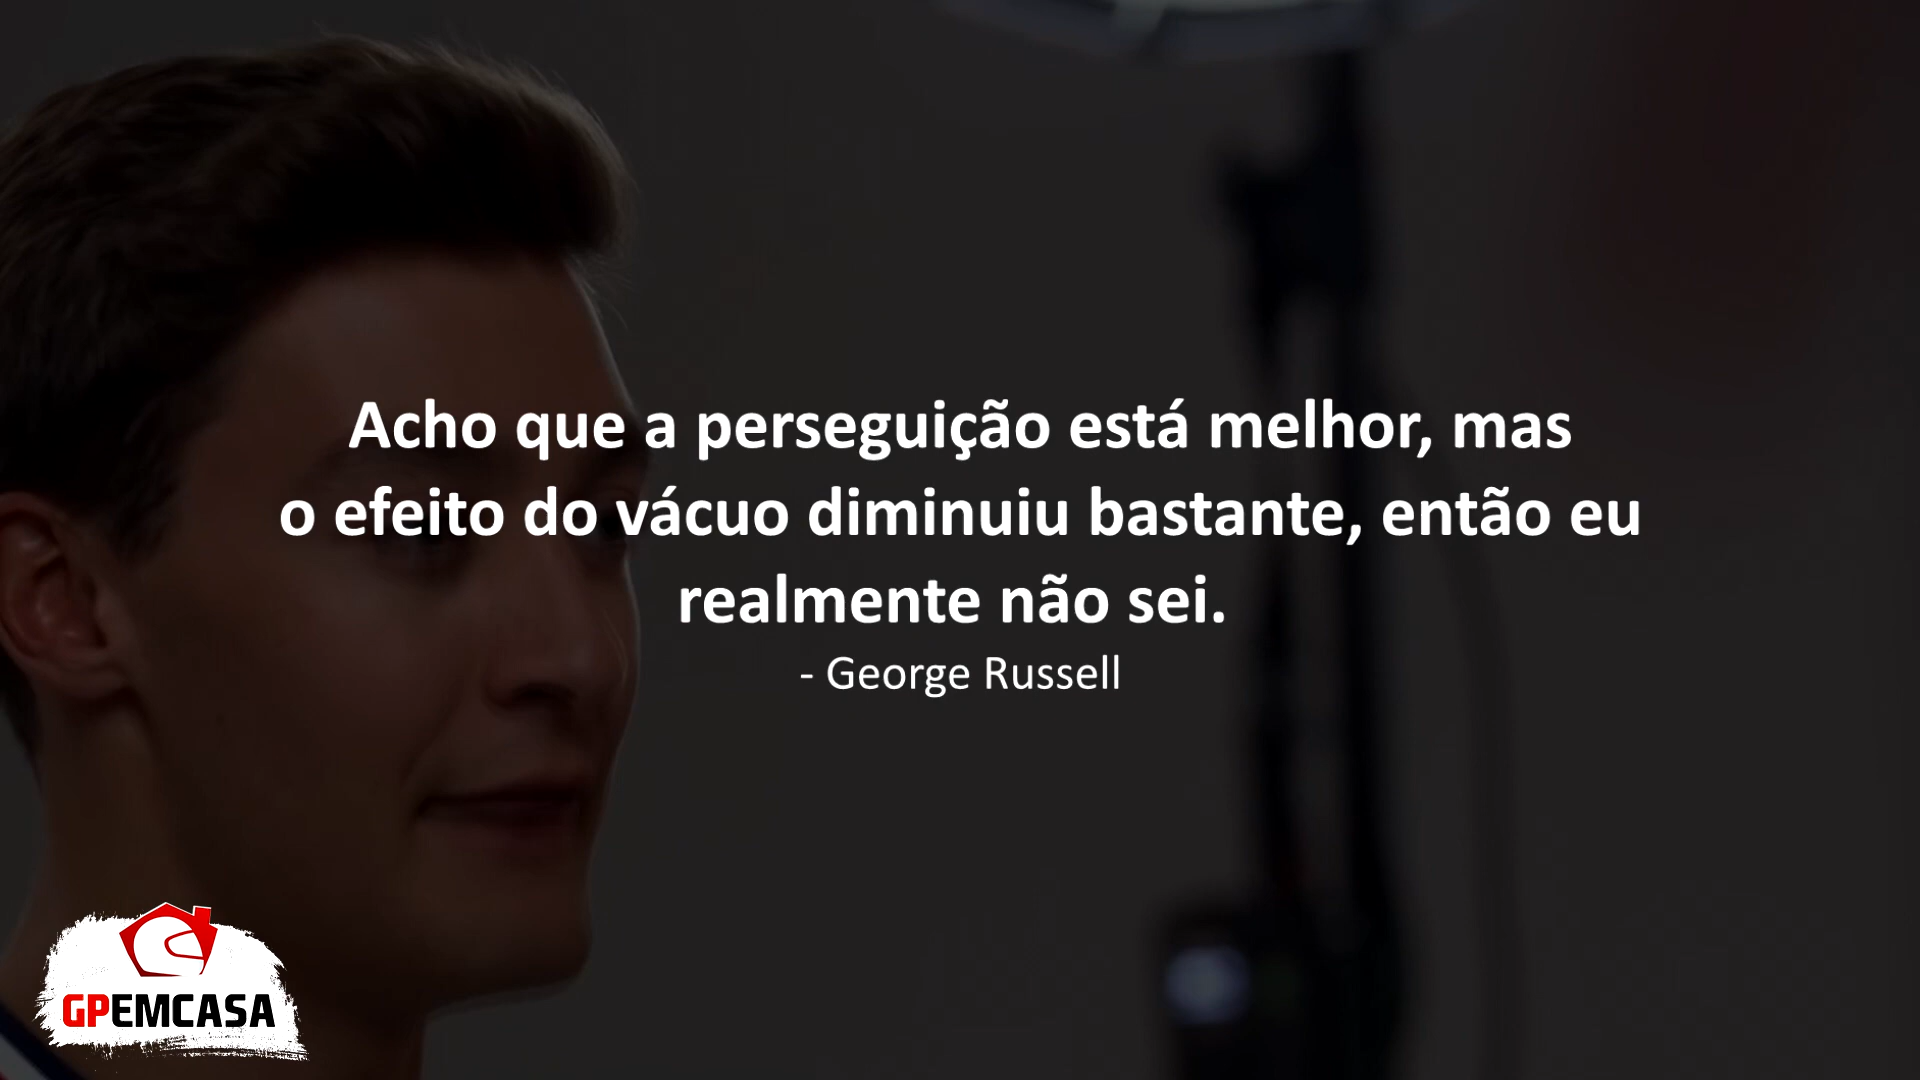 Acho que a perseguição está melhor, mas
o efeito do vácuo diminuiu bastante, então eu
realmente não sei.
- George Russell
GPEMCASA